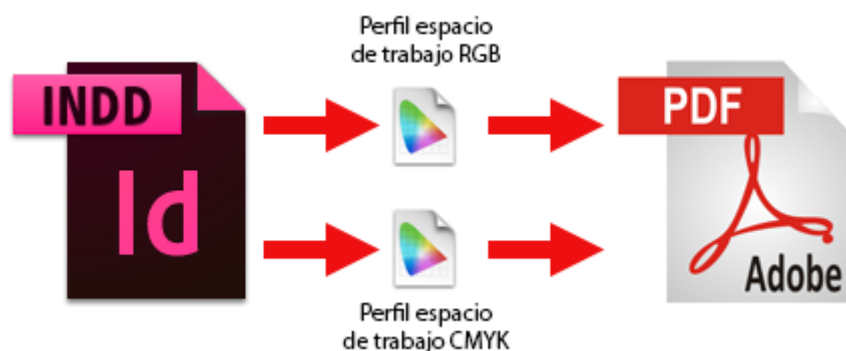 Perfil espacio
de trabajo RGB
INDD
Id
PDF
Adobe
Perfil espacio
de trabajo CMYK